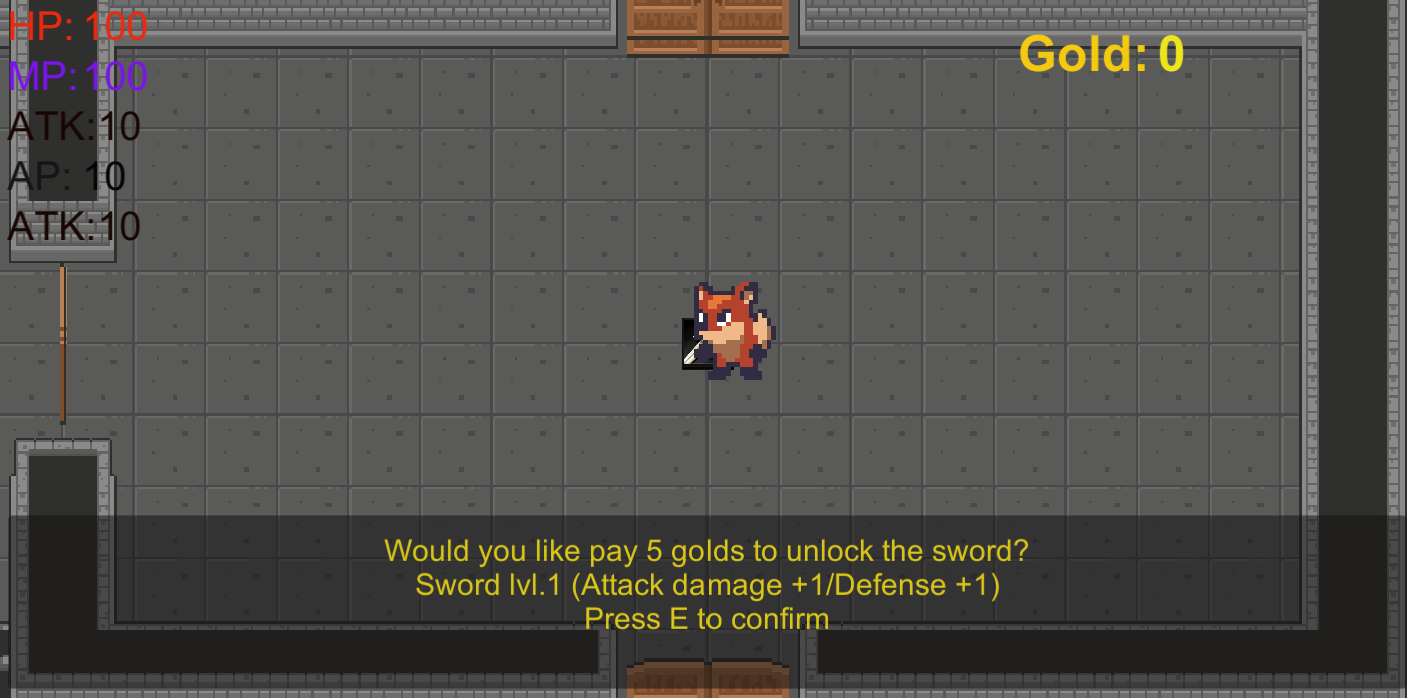 HP: 100
MP: 100
ATK:10
AP: 10
ATK:10
Gold: 0
Would you like pay 5 golds to unlock the sword?
Sword lvl.1 (Attack damage +1/Defense +1)
Press E to confirm